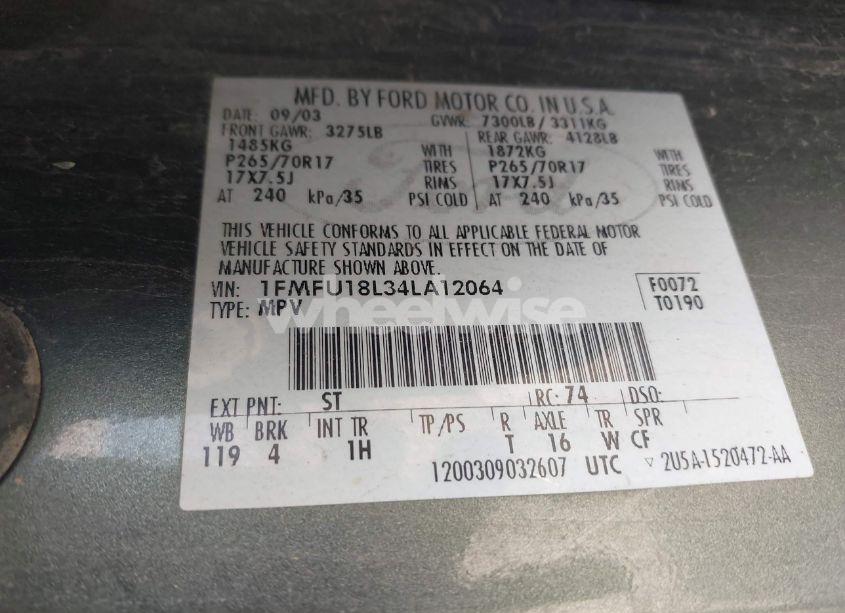 MFD. BY FORD MOTOR CO. IN U.S.A.
DATE: 09/03 GVWR: 7300LB / 3311KG
FRONT GAWR: 3275LB REAR GAWR: 4128LB
1485KG WITH 1872KG WITH
P265/70R17 TIRES P265/70R17 TIRES
17X7.5J RIMS 17X7.5J RIMS
AT 240 kPa/35 PSI COLD AT 240 kPa/35 PSI COLD
Ford
THIS VEHICLE CONFORMS TO ALL APPLICABLE FEDERAL MOTOR
VEHICLE SAFETY STANDARDS IN EFFECT ON THE DATE OF
MANUFACTURE SHOWN ABOVE.
VIN: 1FMFU18L34LA12064 F0072
TYPE: MPV T0190
wheelwise
EXT PNT: ST RC: 74 DSO:
WB BRK INT TR TP/PS R AXLE TR SPR
119 4 1H T 16 W CF
1200309032607 UTC ▽ 2U5A-1520472-AA